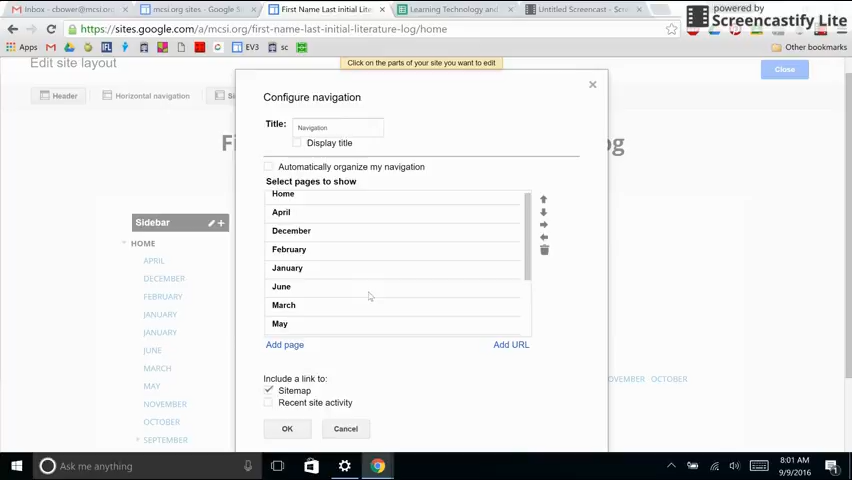 Inbox - cbower@mcsi.org
mcsi.org sites - Google S
First Name Last initial Lite
Learning Technology and
Untitled Screencast - Scre
powered by
Screencastify Lite
https://sites.google.com/a/mcsi.org/first-name-last-initial-literature-log/home
Apps
EV3
sc
Other bookmarks
Edit site layout
Click on the parts of your site you want to edit
Close
Header
Horizontal navigation
Si
Configure navigation
Title:
Navigation
Display title
Fi
og
Automatically organize my navigation
Select pages to show
Home
April
December
February
January
June
March
May
Add page
Add URL
Include a link to:
Sitemap
Recent site activity
OK
Cancel
Sidebar
HOME
APRIL
DECEMBER
FEBRUARY
JANUARY
JANUARY
JUNE
MARCH
MAY
NOVEMBER
OCTOBER
SEPTEMBER
OVEMBER OCTOBER
Ask me anything
8:01 AM
9/9/2016